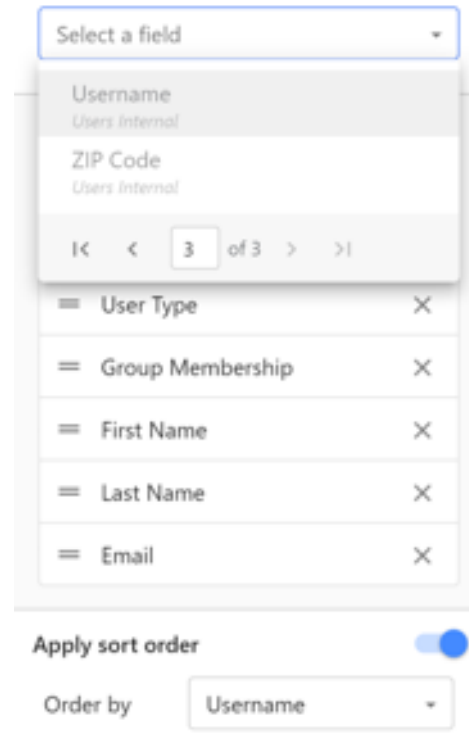 Select a field
Username
Users Internal
ZIP Code
Users Internal
3 of 3
User Type
Group Membership
First Name
Last Name
Email
Apply sort order
Order by Username